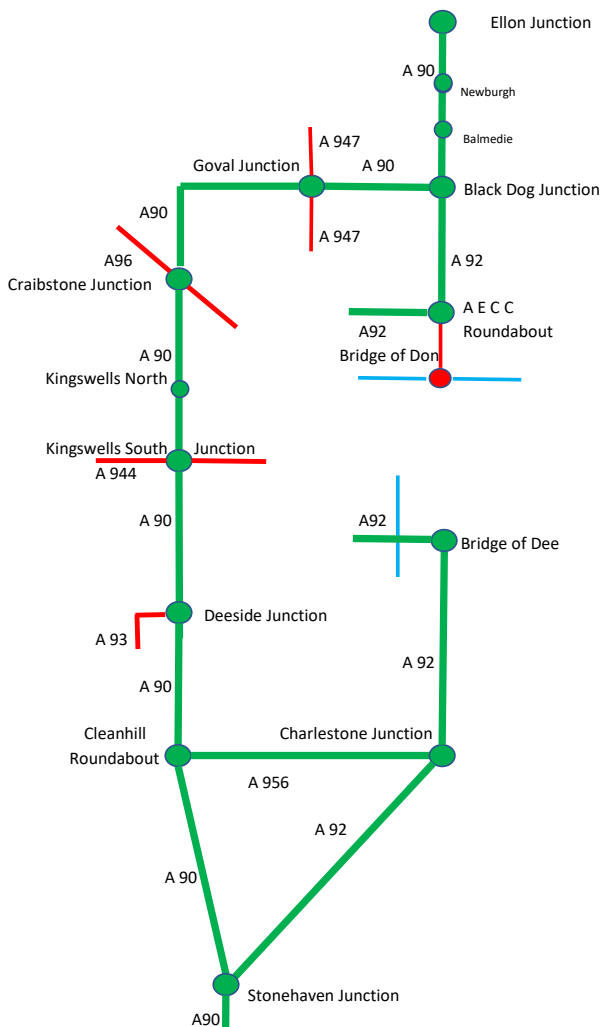 Ellon Junction
A 90
Newburgh
Balmedie
A 947
Goval Junction
A 90
Black Dog Junction
A90
A 947
A96
A 92
Craibstone Junction
A E C C
Roundabout
A92
A 90
Bridge of Don
Kingswells North
Kingswells South
Junction
A 944
A 90
A92
Bridge of Dee
Deeside Junction
A 93
A 90
A 92
Cleanhill
Roundabout
Charlestone Junction
A 956
A 92
A 90
Stonehaven Junction
A90